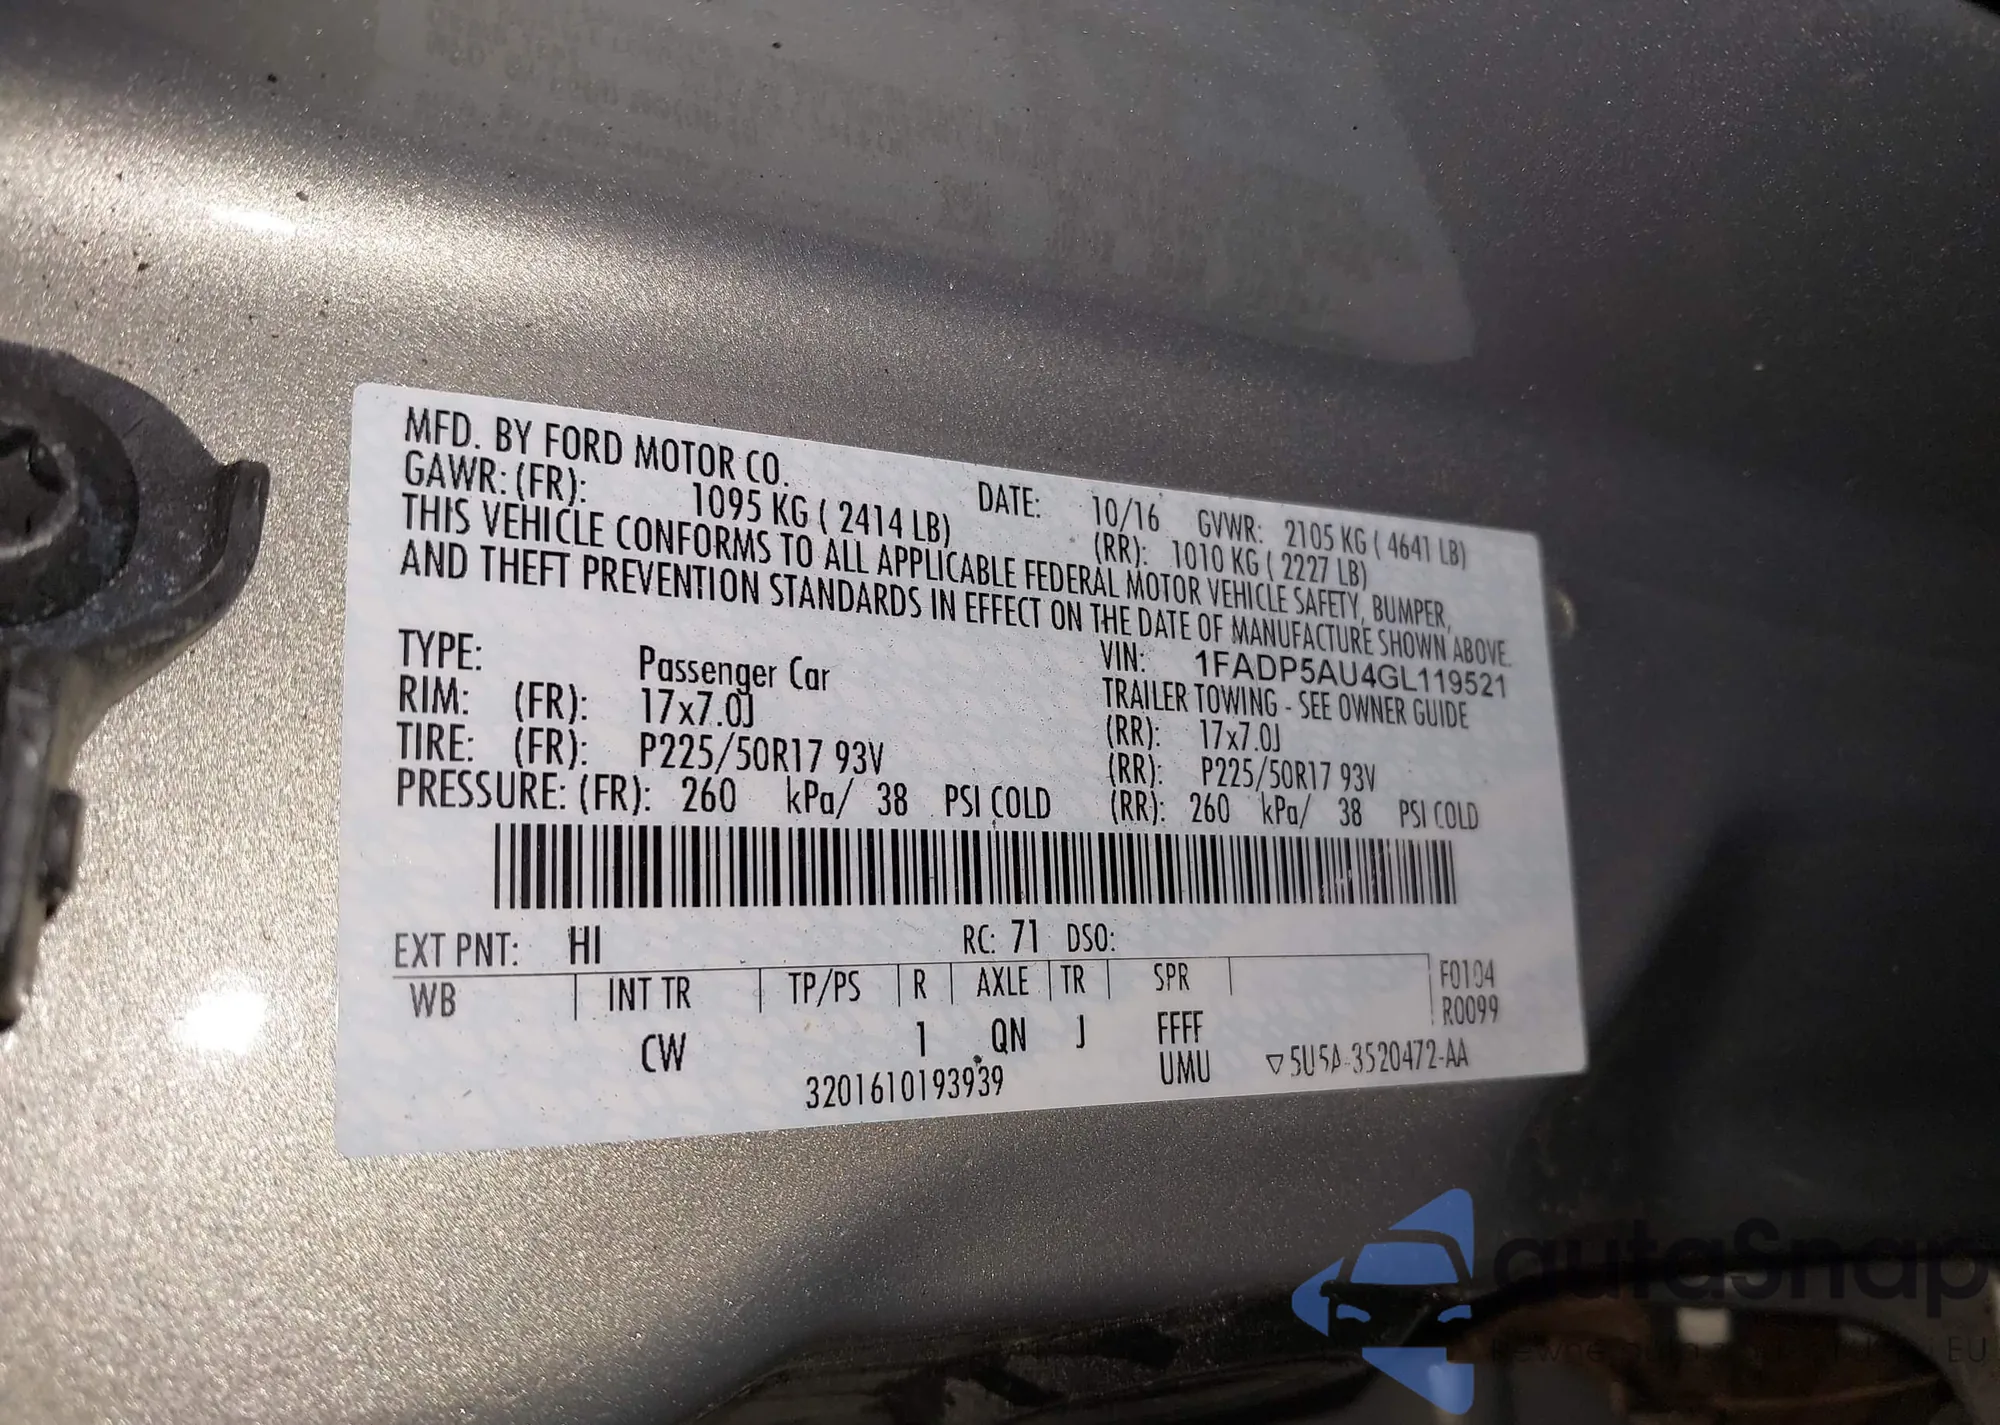 MFD. BY FORD MOTOR CO.
DATE: 10/16 GVWR: 2105 KG ( 4641 LB)
GAWR: (FR): 1095 KG ( 2414 LB) (RR): 1010 KG ( 2227 LB)
THIS VEHICLE CONFORMS TO ALL APPLICABLE FEDERAL MOTOR VEHICLE SAFETY, BUMPER,
AND THEFT PREVENTION STANDARDS IN EFFECT ON THE DATE OF MANUFACTURE SHOWN ABOVE.
VIN: 1FADP5AU4GL119521
TYPE: Passenger Car TRAILER TOWING - SEE OWNER GUIDE
RIM: (FR): 17x7.0J (RR): 17x7.0J
TIRE: (FR): P225/50R17 93V (RR): P225/50R17 93V
PRESSURE: (FR): 260 kPa/ 38 PSI COLD (RR): 260 kPa/ 38 PSI COLD
EXT PNT: HI RC: 71 DSO:
WB INT TR TP/PS R AXLE TR SPR F0104
R0099
CW 1 QN J FFFF
UMU
3201610193939 ▽5U5A-3520472-AA
autaSnap
EU